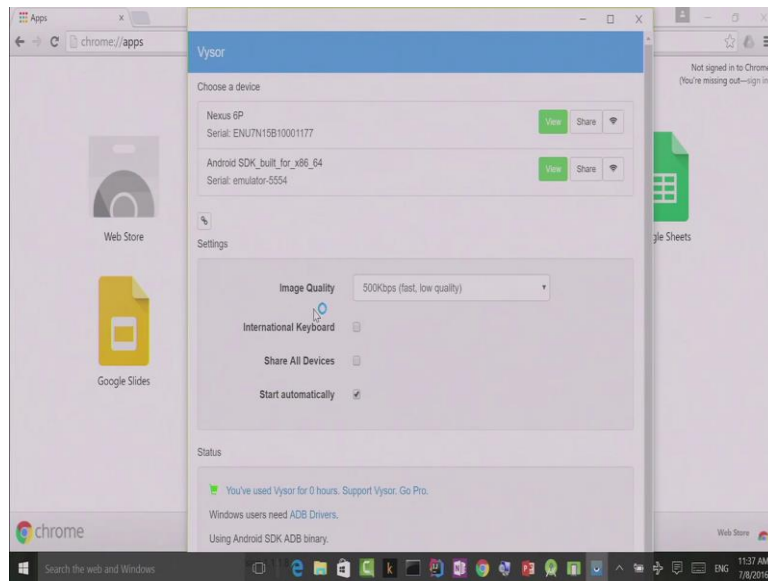 Apps
chrome://apps
Not signed in to Chrome
(You're missing out—sign in
Vysor
Choose a device
Nexus 6P
Serial: ENU7N15B10001177
View
Share
Android SDK_built_for_x86_64
Serial: emulator-5554
View
Share
Web Store
gle Sheets
Settings
Image Quality
500Kbps (fast, low quality)
International Keyboard
Share All Devices
Start automatically
Google Slides
Status
You've used Vysor for 0 hours. Support Vysor. Go Pro.
Windows users need ADB Drivers.
Using Android SDK ADB binary.
chrome
Web Store
Search the web and Windows
ENG
11:37 AM
7/8/2016